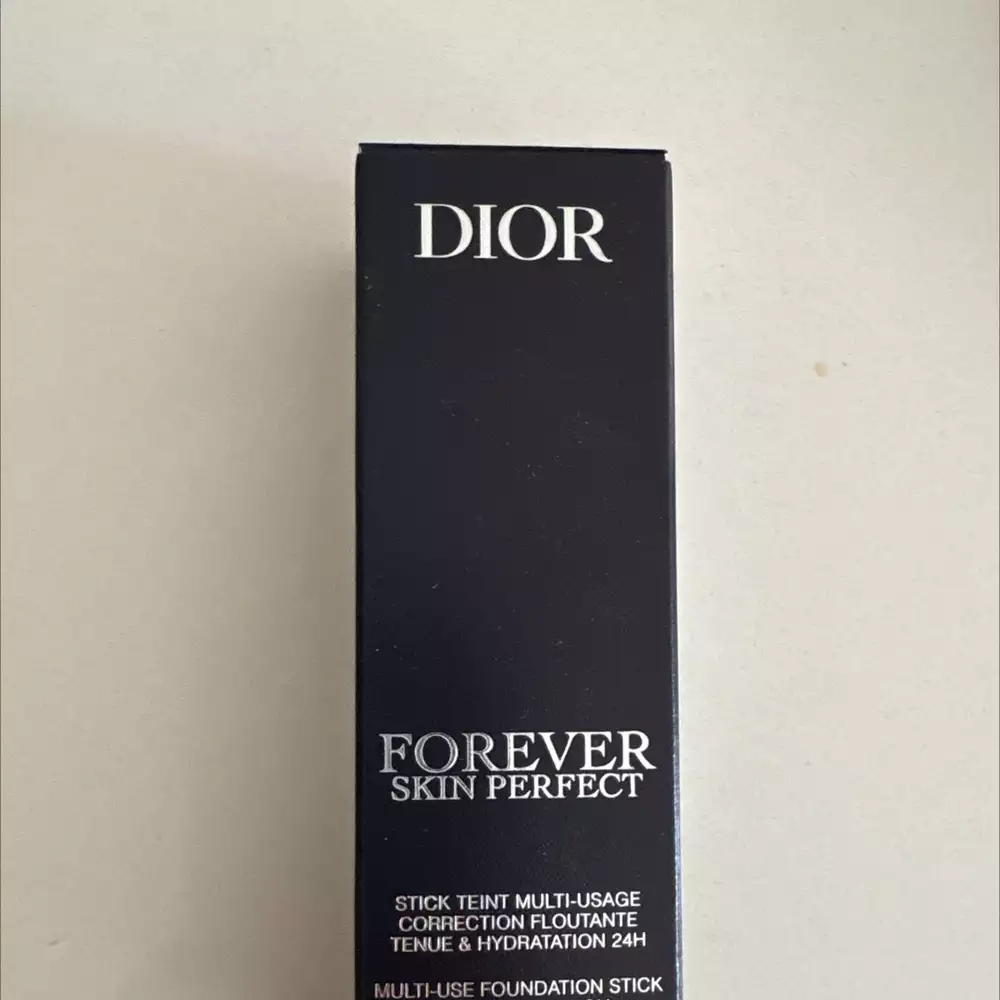 DIOR
FOREVER
SKIN PERFECT
STICK TEINT MULTI-USAGE
CORRECTION FLOUTANTE
TENUE & HYDRATATION 24H
MULTI-USE FOUNDATION STICK